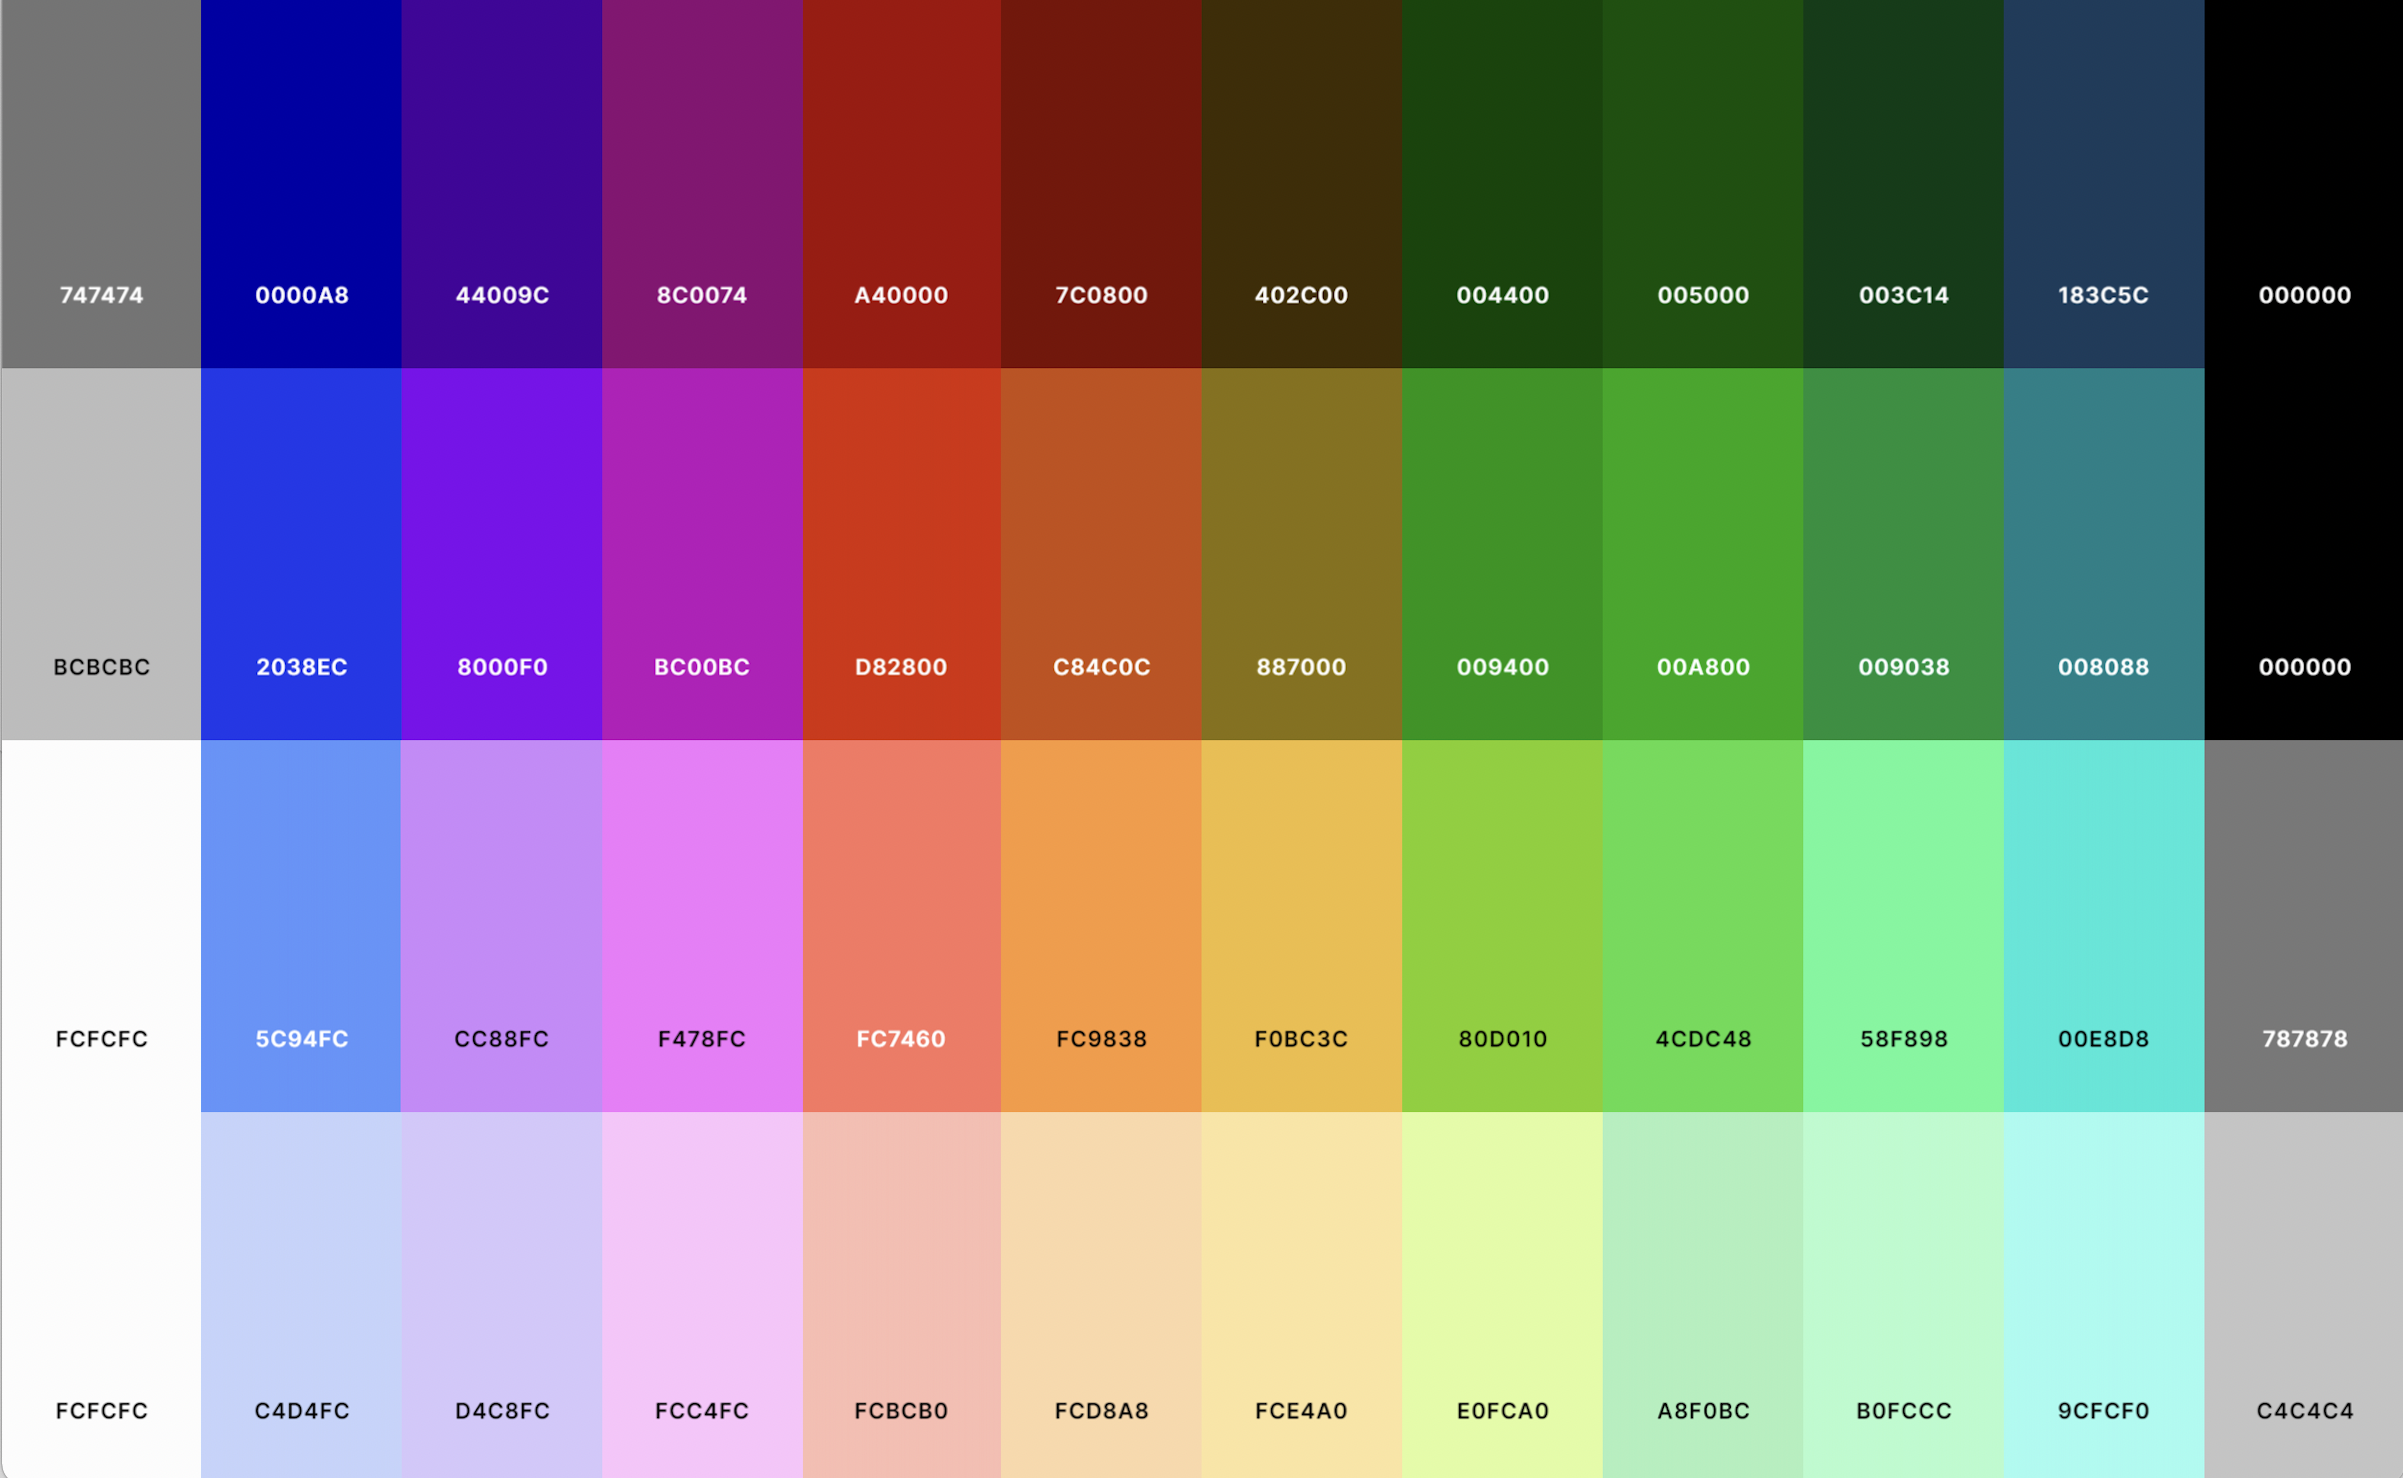 747474 0000A8 44009C 8C0074 A40000 7C0800 402C00 004400 005000 003C14 183C5C 000000
BCBCBC 2038EC 8000F0 BC00BC D82800 C84C0C 887000 009400 00A800 009038 008088 000000
FCFCFC 5C94FC CC88FC F478FC FC7460 FC9838 F0BC3C 80D010 4CDC48 58F898 00E8D8 787878
FCFCFC C4D4FC D4C8FC FCC4FC FCBCB0 FCD8A8 FCE4A0 E0FCA0 A8F0BC B0FCCC 9CFCF0 C4C4C4